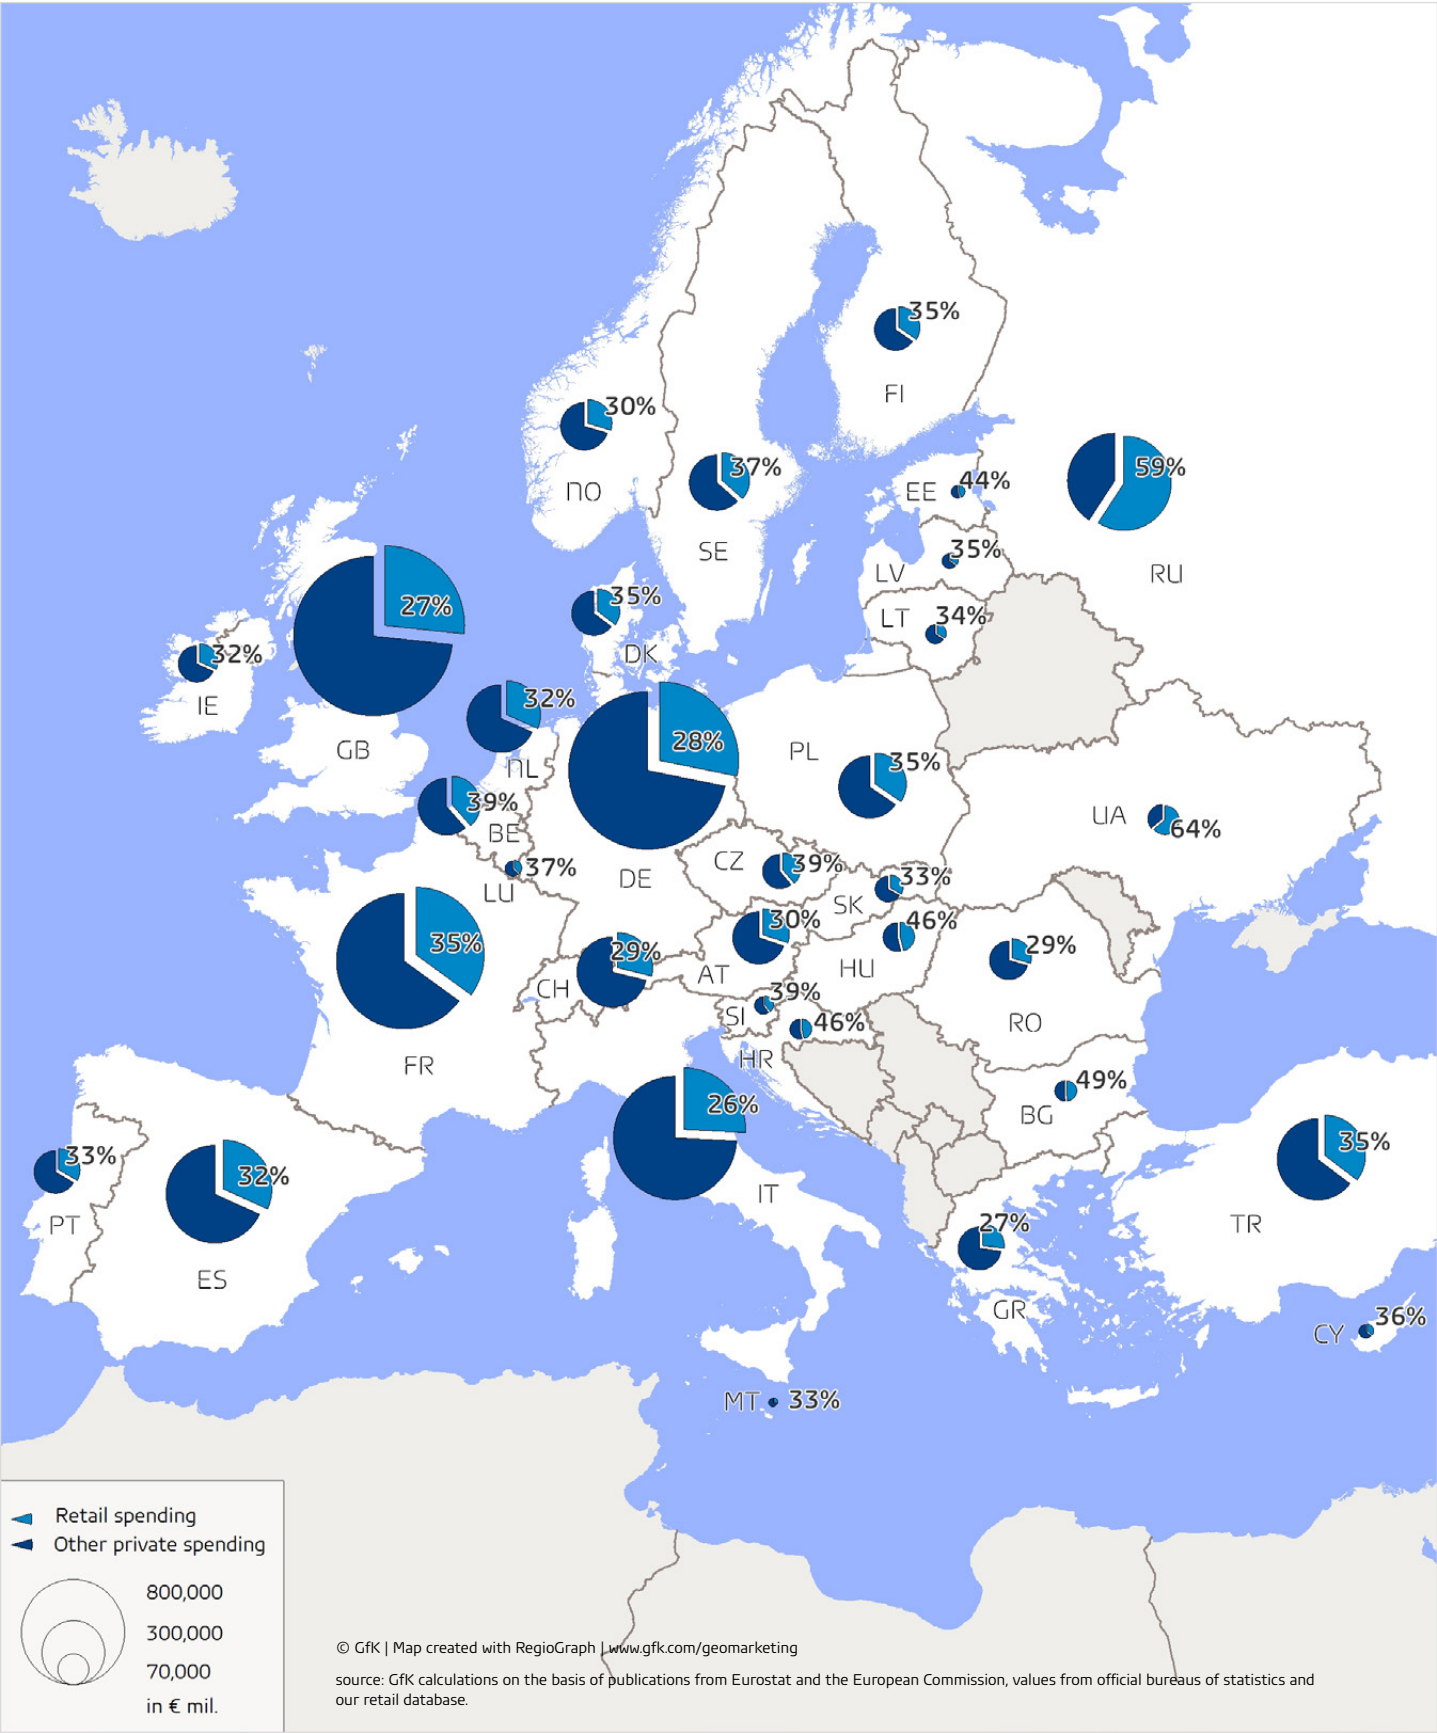 35%
FI
30%
NO
37%
SE
59%
RU
EE
44%
35%
LV
LT
34%
27%
GB
32%
IE
35%
DK
32%
NL
28%
DE
PL
35%
39%
BE
37%
LU
UA
64%
CZ
39%
33%
SK
35%
FR
29%
CH
30%
AT
46%
HU
29%
RO
39%
SI
46%
HR
49%
BG
26%
IT
33%
PT
32%
ES
35%
TR
27%
GR
36%
CY
MT
33%
Retail spending
Other private spending
800,000
300,000
70,000
in € mil.
© GfK | Map created with RegioGraph | www.gfk.com/geomarketing
source: GfK calculations on the basis of publications from Eurostat and the European Commission, values from official bureaus of statistics and
our retail database.